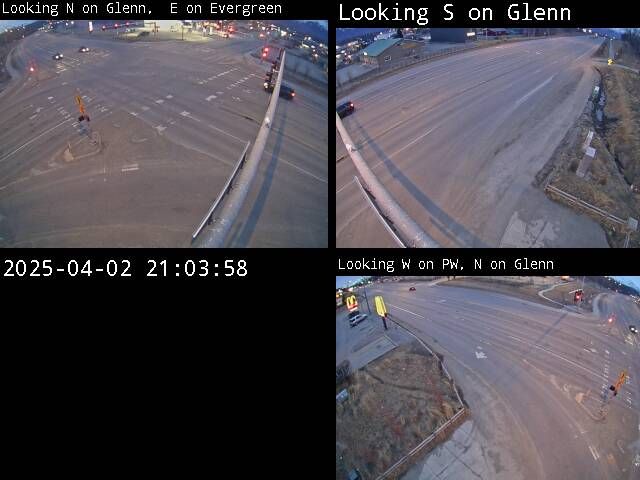 Looking N on Glenn,  E on Evergreen
Looking S on Glenn
2025-04-02 21:03:58
Looking W on PW, N on Glenn